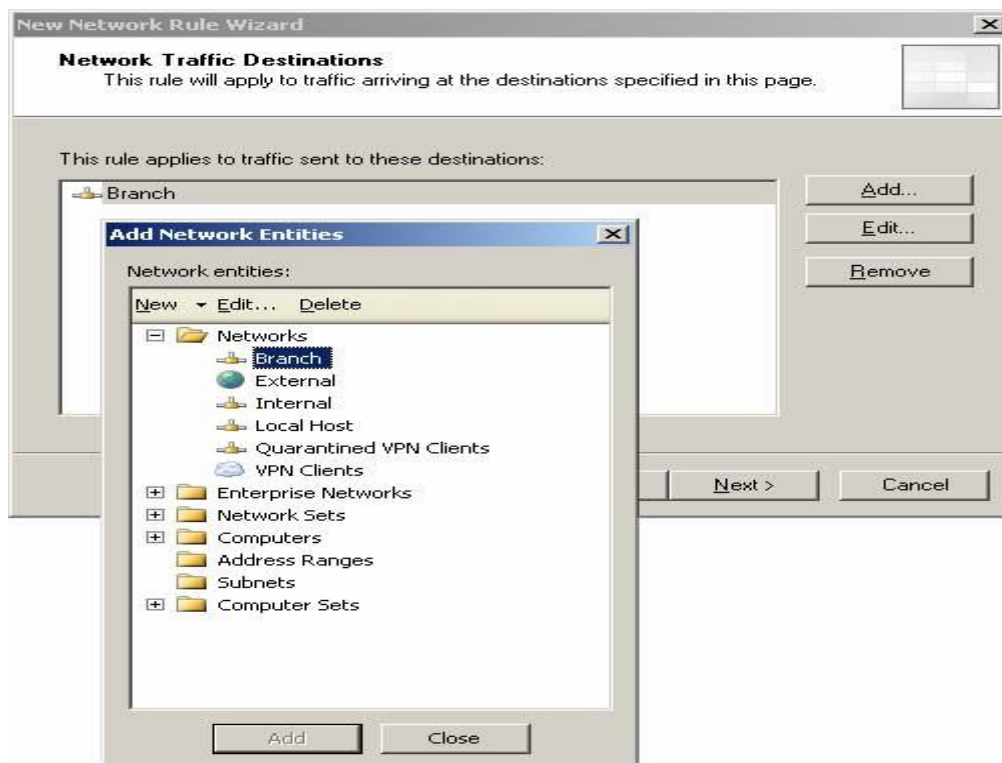 New Network Rule Wizard
Network Traffic Destinations
This rule will apply to traffic arriving at the destinations specified in this page.
This rule applies to traffic sent to these destinations:
Branch
Add...
Edit...
Remove
Add Network Entities
Network entities:
New Edit... Delete
Networks
Branch
External
Internal
Local Host
Quarantined VPN Clients
VPN Clients
Enterprise Networks
Network Sets
Computers
Address Ranges
Subnets
Computer Sets
Add Close
Next > Cancel